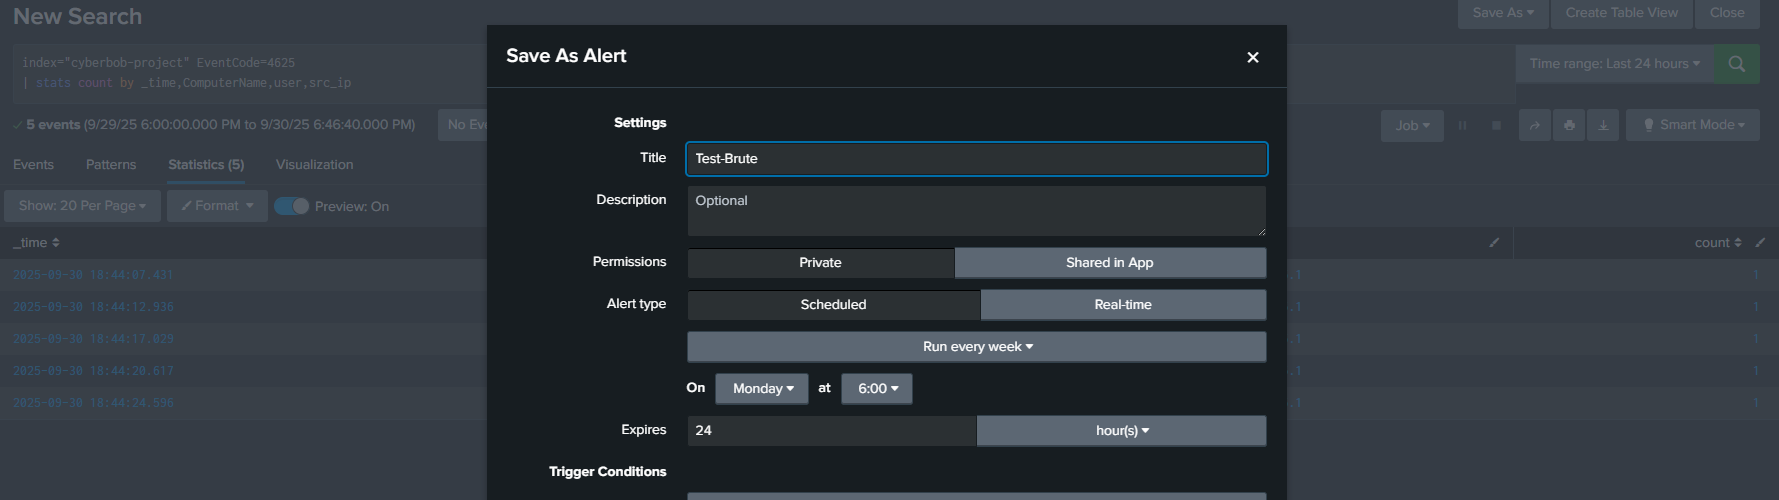 New Search
Save As
Create Table View
Close
Save As Alert
index="cyberbob-project" EventCode=4625
| stats count by _time,ComputerName,user,src_ip
Time range: Last 24 hours
5 events (9/29/25 6:00:00.000 PM to 9/30/25 6:46:40.000 PM)
No Eve
Job
Smart Mode
Events
Patterns
Statistics (5)
Visualization
Show: 20 Per Page
Format
Preview: On
_time
count
2025-09-30 18:44:07.431
.1
1
2025-09-30 18:44:12.936
.1
1
2025-09-30 18:44:17.029
.1
1
2025-09-30 18:44:20.617
.1
1
2025-09-30 18:44:24.596
.1
1
Settings
Title
Test-Brute
Description
Optional
Permissions
Private
Shared in App
Alert type
Scheduled
Real-time
Run every week
On Monday at 6:00
Expires
24
hour(s)
Trigger Conditions